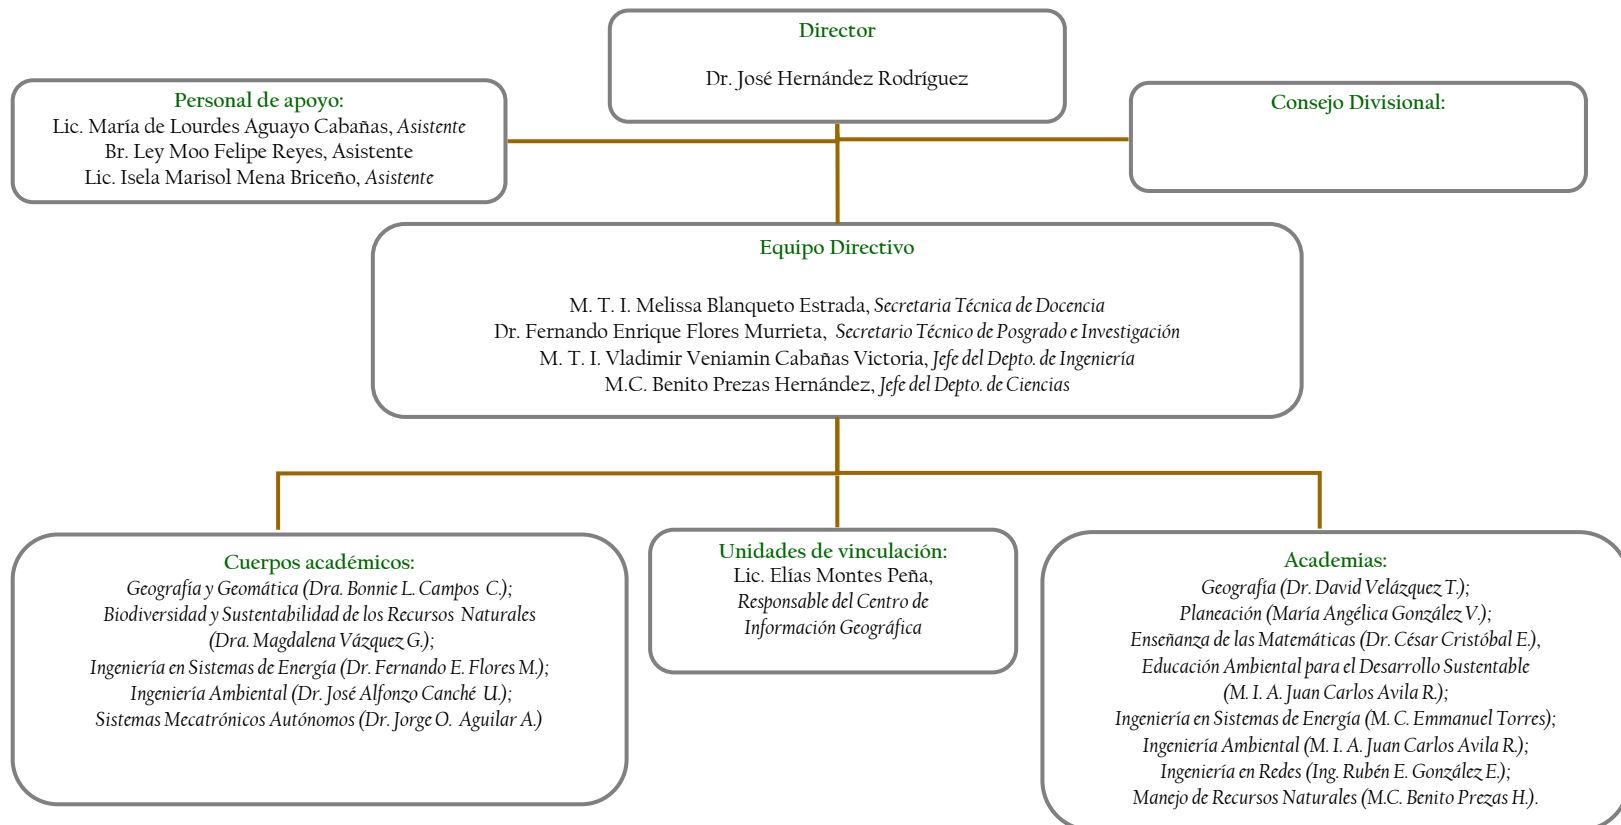 Director
Dr. José Hernández Rodríguez
Personal de apoyo:
Lic. María de Lourdes Aguayo Cabañas, Asistente
Br. Ley Moo Felipe Reyes, Asistente
Lic. Isela Marisol Mena Briceño, Asistente
Consejo Divisional:
Equipo Directivo
M. T. I. Melissa Blanqueto Estrada, Secretaria Técnica de Docencia
Dr. Fernando Enrique Flores Murrieta, Secretario Técnico de Posgrado e Investigación
M. T. I. Vladimir Veniamin Cabañas Victoria, Jefe del Depto. de Ingeniería
M.C. Benito Prezas Hernández, Jefe del Depto. de Ciencias
Cuerpos académicos:
Geografía y Geomática (Dra. Bonnie L. Campos C.);
Biodiversidad y Sustentabilidad de los Recursos Naturales
(Dra. Magdalena Vázquez G.);
Ingeniería en Sistemas de Energía (Dr. Fernando E. Flores M.);
Ingeniería Ambiental (Dr. José Alfonzo Canché U.);
Sistemas Mecatrónicos Autónomos (Dr. Jorge O. Aguilar A.)
Unidades de vinculación:
Lic. Elías Montes Peña,
Responsable del Centro de
Información Geográfica
Academias:
Geografía (Dr. David Velázquez T.);
Planeación (María Angélica González V.);
Enseñanza de las Matemáticas (Dr. César Cristóbal E.),
Educación Ambiental para el Desarrollo Sustentable
(M. I. A. Juan Carlos Avila R.);
Ingeniería en Sistemas de Energía (M. C. Emmanuel Torres);
Ingeniería Ambiental (M. I. A. Juan Carlos Avila R.);
Ingeniería en Redes (Ing. Rubén E. González E.);
Manejo de Recursos Naturales (M.C. Benito Prezas H.).